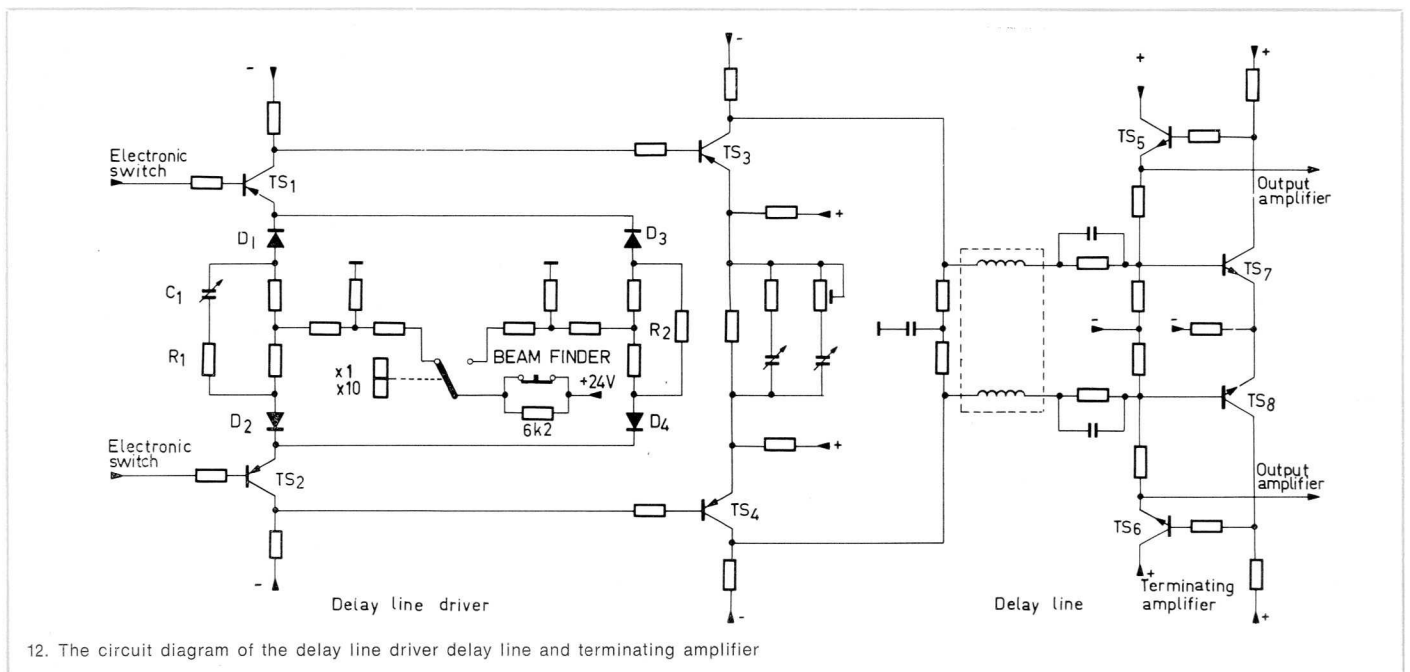 -
-
-
+
+
TS5
TS3
Electronic
switch
TS1
Output
amplifier
D1
D3
C1
TS7
R2
-
-
BEAM FINDER
R1
x1
x10
+24V
+
6k2
D2
D4
TS8
Electronic
switch
+
Output
amplifier
TS2
TS4
TS6
-
-
+
+
Terminating
amplifier
Delay line driver
Delay line
12. The circuit diagram of the delay line driver delay line and terminating amplifier